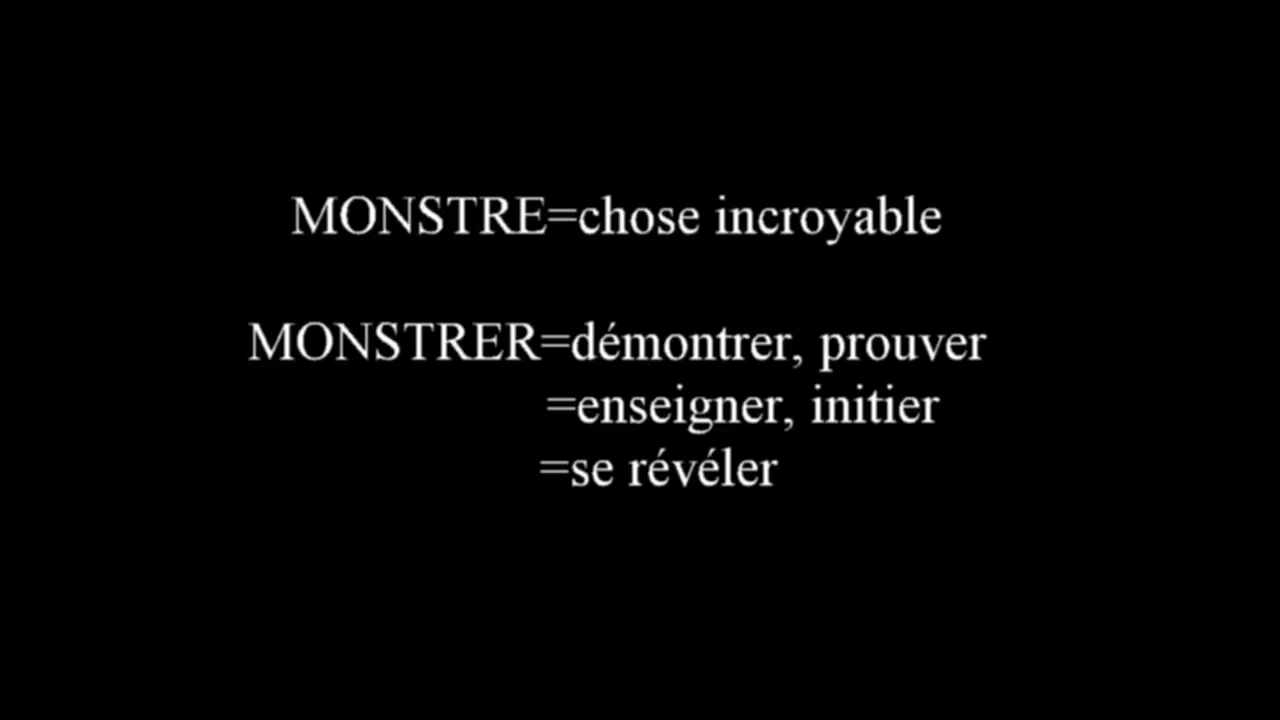 MONSTRE=chose incroyable
MONSTRER=démontrer, prouver
=enseigner, initier
=se révéler